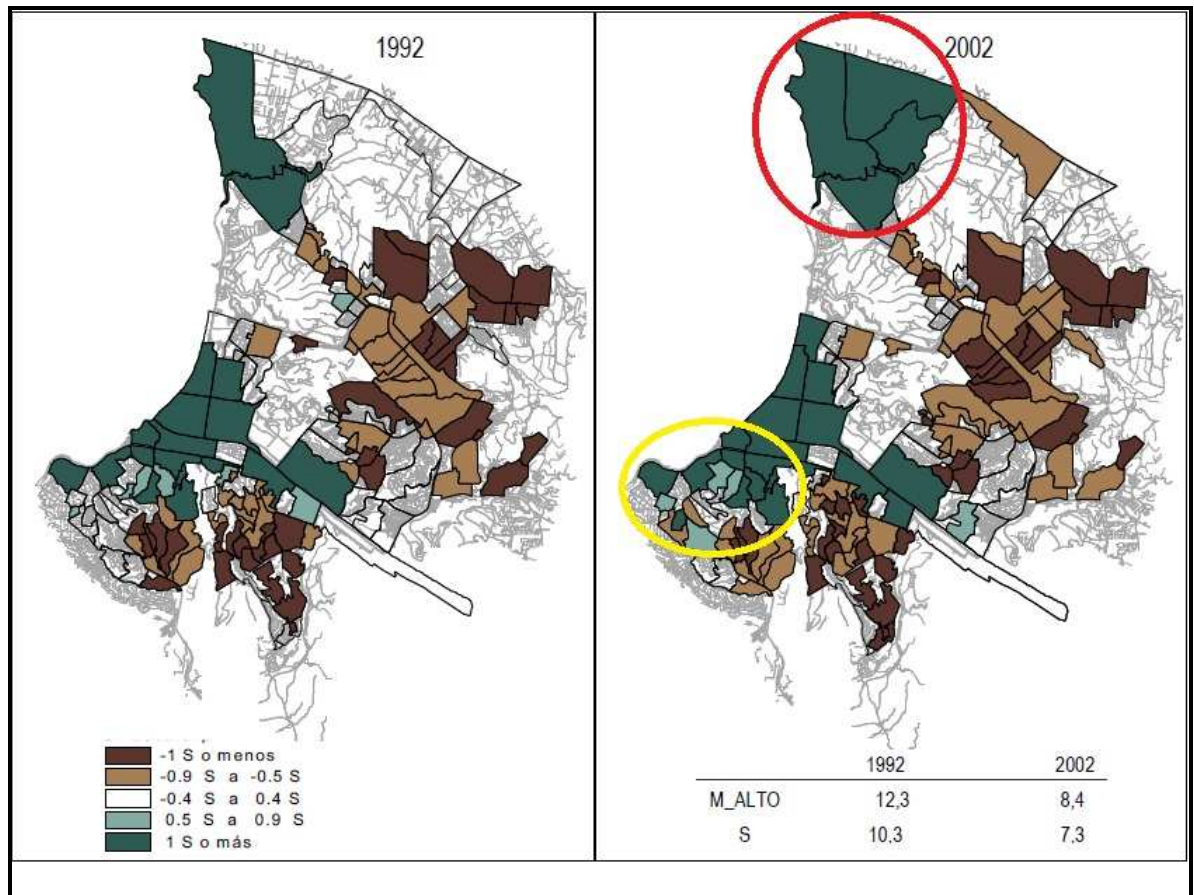 1992
2002
-1 S o menos
-0.9 S a -0.5 S
-0.4 S a 0.4 S
0.5 S a 0.9 S
1 S o más
1992 2002
M_ALTO 12,3 8,4
S 10,3 7,3